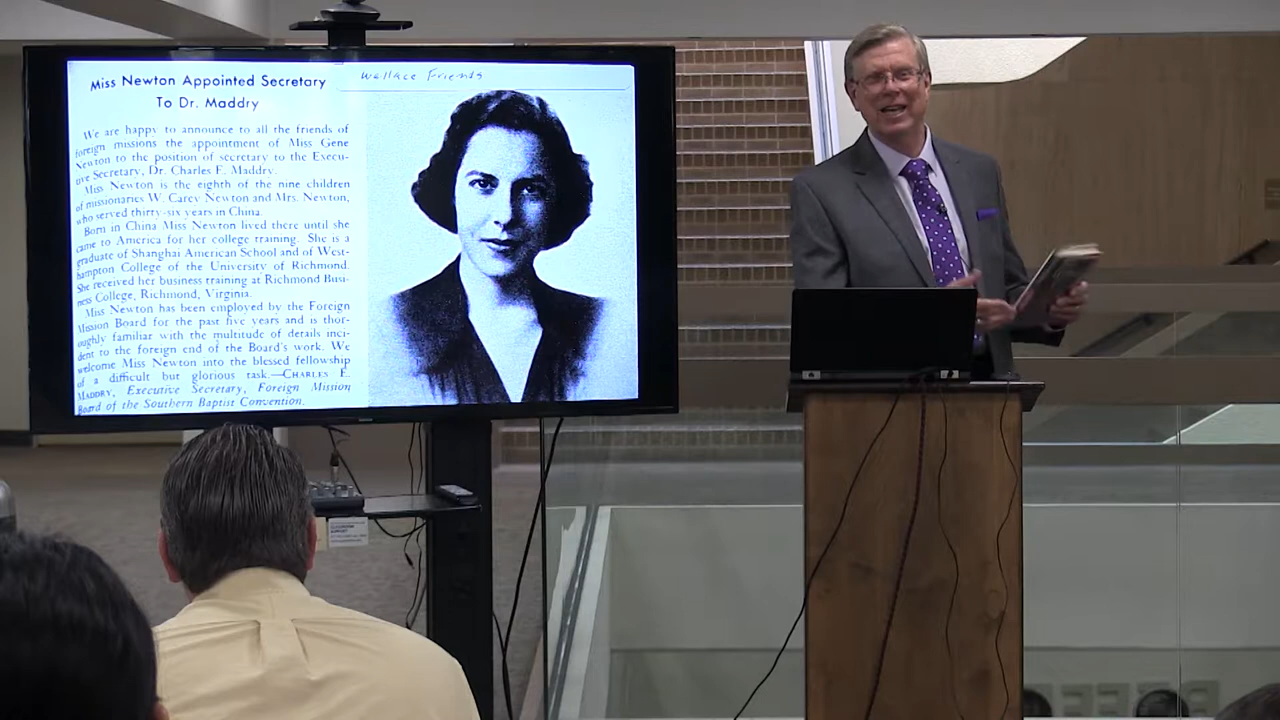 Miss Newton Appointed Secretary
To Dr. Maddry
Wallace Friends
We are happy to announce to all the friends of
foreign missions the appointment of Miss Gene
Newton to the position of secretary to the Execu-
tive Secretary, Dr. Charles E. Maddry.
Miss Newton is the eighth of the nine children
of missionaries W. Carey Newton and Mrs. Newton,
who served thirty-six years in China.
Born in China Miss Newton lived there until she
came to America for her college training. She is a
graduate of Shanghai American School and of West-
hampton College of the University of Richmond.
She received her business training at Richmond Busi-
ness College, Richmond, Virginia.
Miss Newton has been employed by the Foreign
Mission Board for the past five years and is thor-
oughly familiar with the multitude of details inci-
dent to the foreign end of the Board's work. We
welcome Miss Newton into the blessed fellowship
of a difficult but glorious task.—CHARLES E.
MADDRY, Executive Secretary, Foreign Mission
Board of the Southern Baptist Convention.